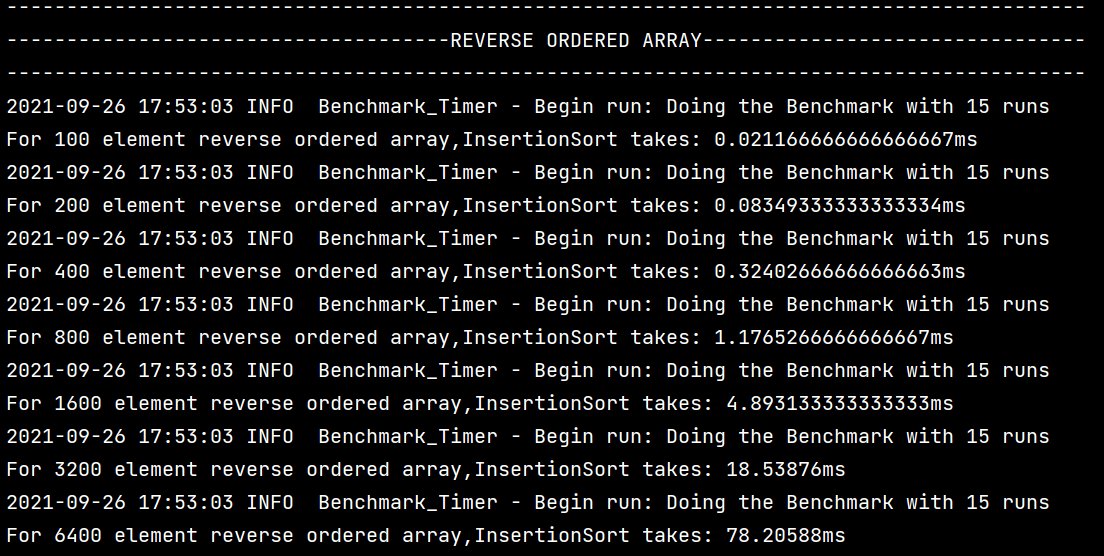 ------------------------------------------------------------------------------------------
-------------------------------------REVERSE ORDERED ARRAY--------------------------------
------------------------------------------------------------------------------------------
2021-09-26 17:53:03 INFO  Benchmark_Timer - Begin run: Doing the Benchmark with 15 runs
For 100 element reverse ordered array,InsertionSort takes: 0.021166666666666667ms
2021-09-26 17:53:03 INFO  Benchmark_Timer - Begin run: Doing the Benchmark with 15 runs
For 200 element reverse ordered array,InsertionSort takes: 0.08349333333333334ms
2021-09-26 17:53:03 INFO  Benchmark_Timer - Begin run: Doing the Benchmark with 15 runs
For 400 element reverse ordered array,InsertionSort takes: 0.32402666666666663ms
2021-09-26 17:53:03 INFO  Benchmark_Timer - Begin run: Doing the Benchmark with 15 runs
For 800 element reverse ordered array,InsertionSort takes: 1.1765266666666667ms
2021-09-26 17:53:03 INFO  Benchmark_Timer - Begin run: Doing the Benchmark with 15 runs
For 1600 element reverse ordered array,InsertionSort takes: 4.893133333333333ms
2021-09-26 17:53:03 INFO  Benchmark_Timer - Begin run: Doing the Benchmark with 15 runs
For 3200 element reverse ordered array,InsertionSort takes: 18.53876ms
2021-09-26 17:53:03 INFO  Benchmark_Timer - Begin run: Doing the Benchmark with 15 runs
For 6400 element reverse ordered array,InsertionSort takes: 78.20588ms